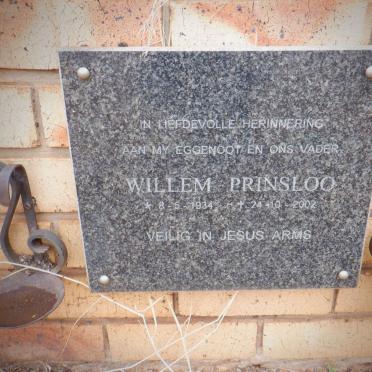 IN LIEFDEVOLLE HERINNERING
AAN MY EGGENOOT EN ONS VADER
WILLEM PRINSLOO
* 8-5-1934 - † 24-10-2002
VEILIG IN JESUS ARMS